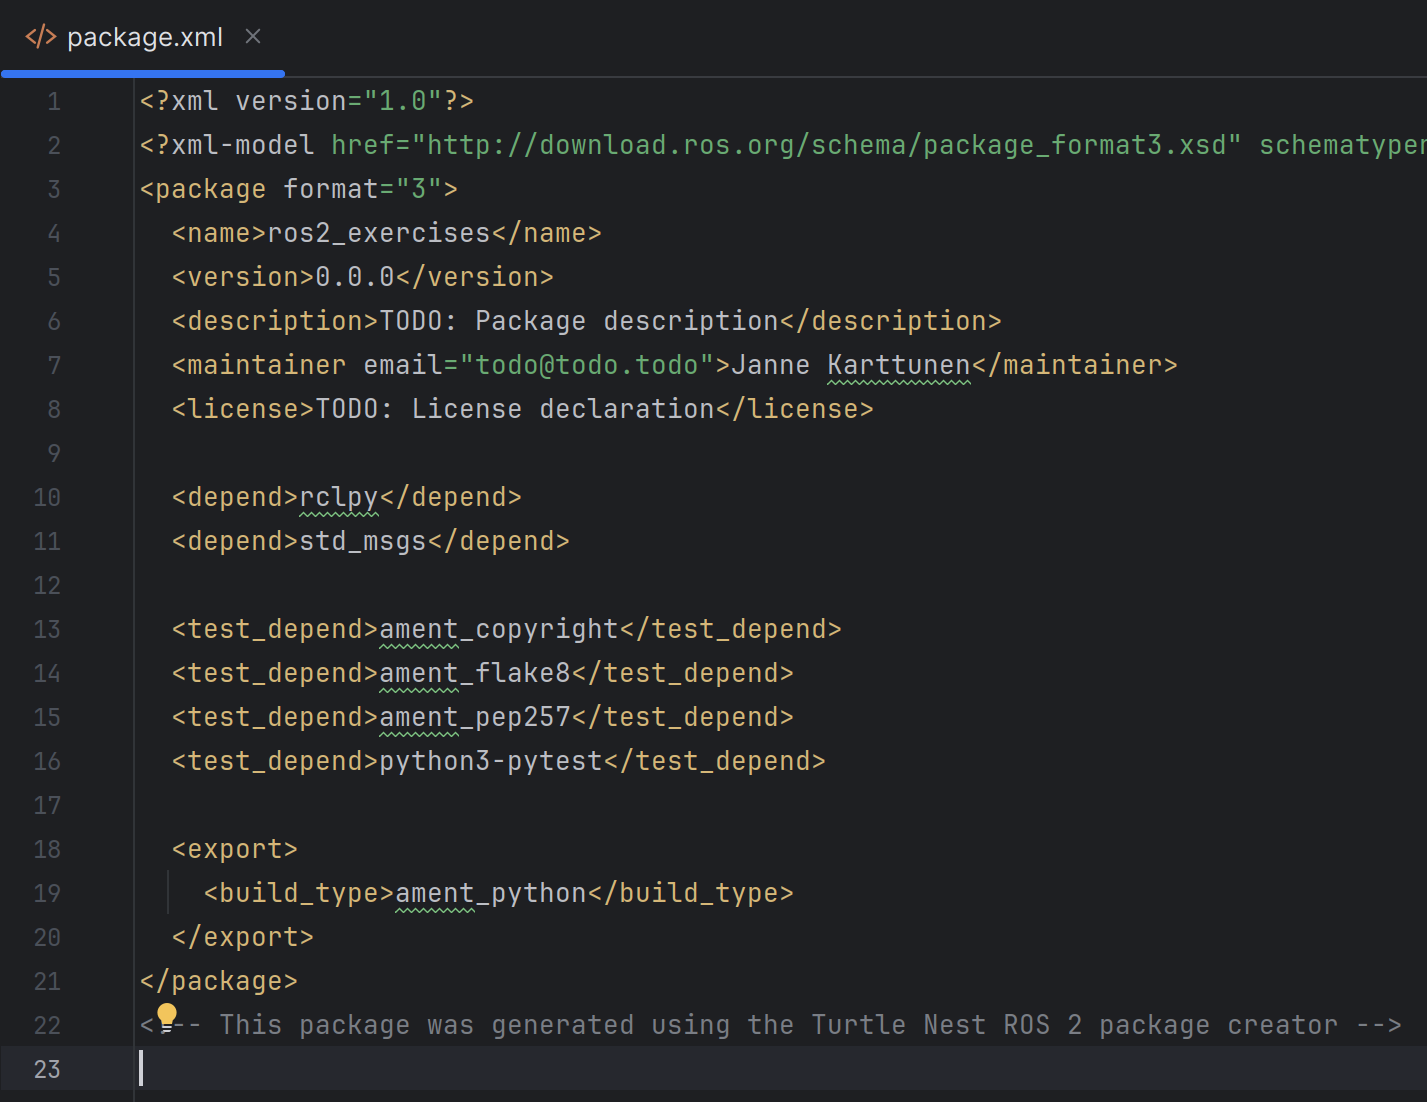 package.xml
1 <?xml version="1.0"?>
2 <?xml-model href="http://download.ros.org/schema/package_format3.xsd"
3 <package format="3">
4 <name>ros2_exercises</name>
5 <version>0.0.0</version>
6 <description>TODO: Package description</description>
7 <maintainer email="todo@todo.todo">Janne Karttunen</maintainer>
8 <license>TODO: License declaration</license>
9
10 <depend>rclpy</depend>
11 <depend>std_msgs</depend>
12
13 <test_depend>ament_copyright</test_depend>
14 <test_depend>ament_flake8</test_depend>
15 <test_depend>ament_pep257</test_depend>
16 <test_depend>python3-pytest</test_depend>
17
18 <export>
19 <build_type>ament_python</build_type>
20 </export>
21 </package>
22 <!-- This package was generated using the Turtle Nest ROS 2 package creator -->
23